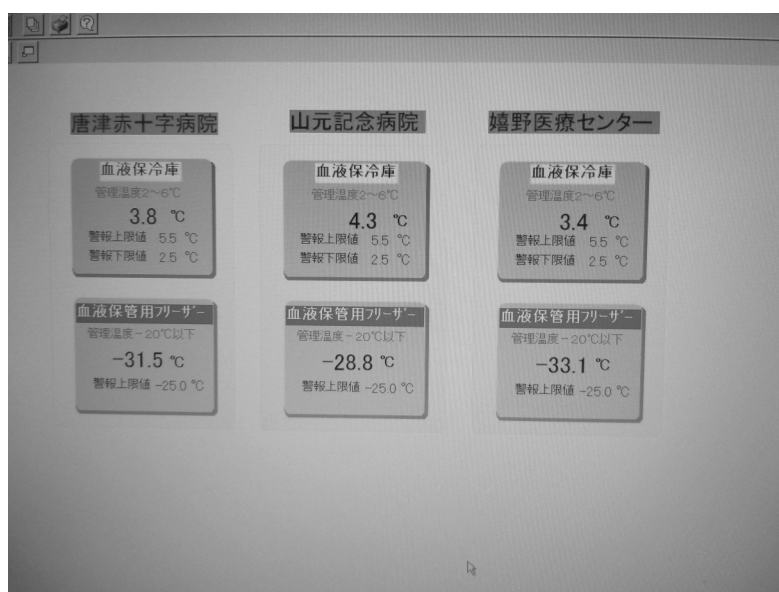 唐津赤十字病院
血液保冷庫
管理温度2～6℃
3.8 ℃
警報上限値 5.5 ℃
警報下限値 2.5 ℃
血液保管用フリーザー
管理温度－20℃以下
−31.5 ℃
警報上限値 −25.0 ℃
山元記念病院
血液保冷庫
管理温度2～6℃
4.3 ℃
警報上限値 5.5 ℃
警報下限値 2.5 ℃
血液保管用フリーザー
管理温度－20℃以下
−28.8 ℃
警報上限値 −25.0 ℃
嬉野医療センター
血液保冷庫
管理温度2～6℃
3.4 ℃
警報上限値 5.5 ℃
警報下限値 2.5 ℃
血液保管用フリーザー
管理温度－20℃以下
−33.1 ℃
警報上限値 −25.0 ℃